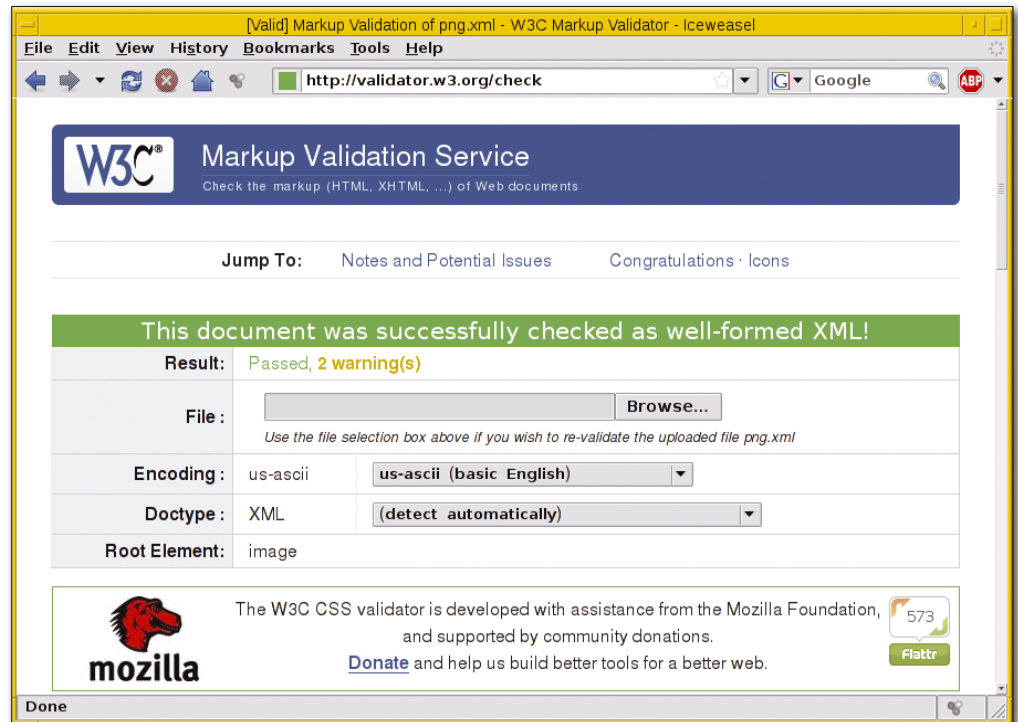 [Valid] Markup Validation of png.xml - W3C Markup Validator - Iceweasel
File Edit View History Bookmarks Tools Help
http://validator.w3.org/check
G Google
ABP
W3C®
Markup Validation Service
Check the markup (HTML, XHTML, ...) of Web documents
Jump To: Notes and Potential Issues Congratulations · Icons
This document was successfully checked as well-formed XML!
Result: Passed, 2 warning(s)
File : Browse...
Use the file selection box above if you wish to re-validate the uploaded file png.xml
Encoding : us-ascii us-ascii (basic English)
Doctype : XML (detect automatically)
Root Element: image
The W3C CSS validator is developed with assistance from the Mozilla Foundation,
and supported by community donations.
Donate and help us build better tools for a better web.
mozilla
573
Flattr
Done